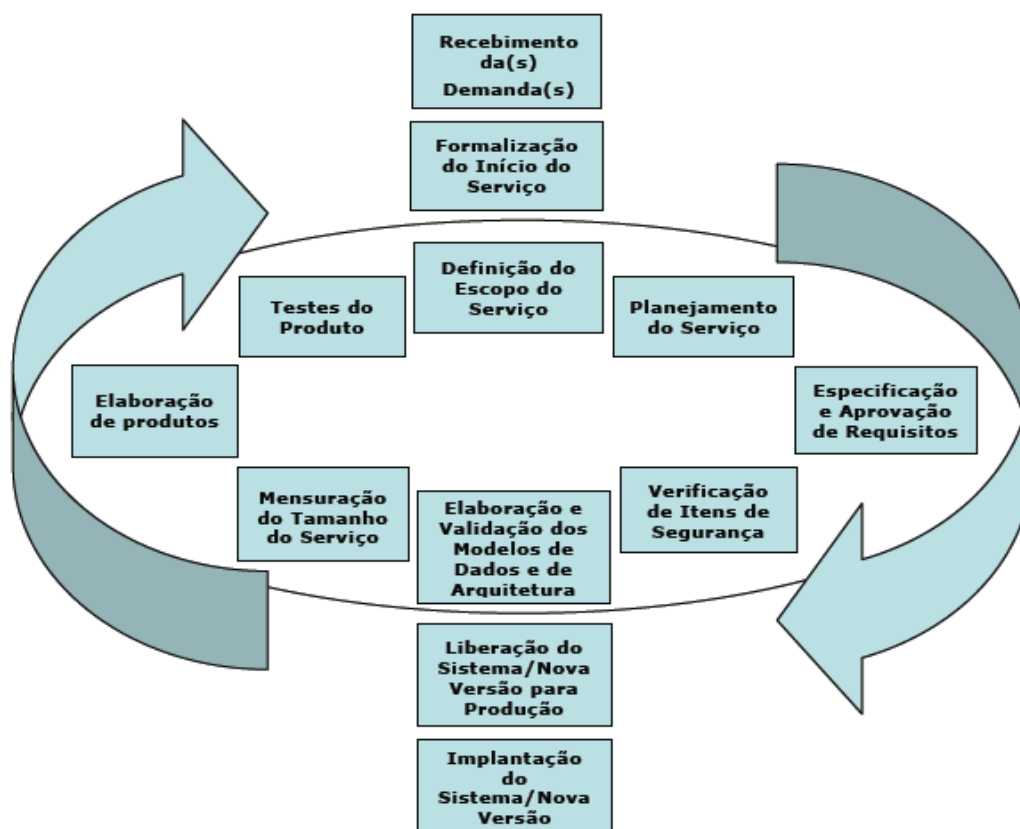 Recebimento
da(s)
Demanda(s)
Formalização
do Início do
Serviço
Definição do
Escopo do
Serviço
Planejamento
do Serviço
Especificação
e Aprovação
de Requisitos
Verificação
de Itens de
Segurança
Elaboração e
Validação dos
Modelos de
Dados e de
Arquitetura
Mensuração
do Tamanho
do Serviço
Elaboração
de produtos
Testes do
Produto
Liberação do
Sistema/Nova
Versão para
Produção
Implantação
do
Sistema/Nova
Versão